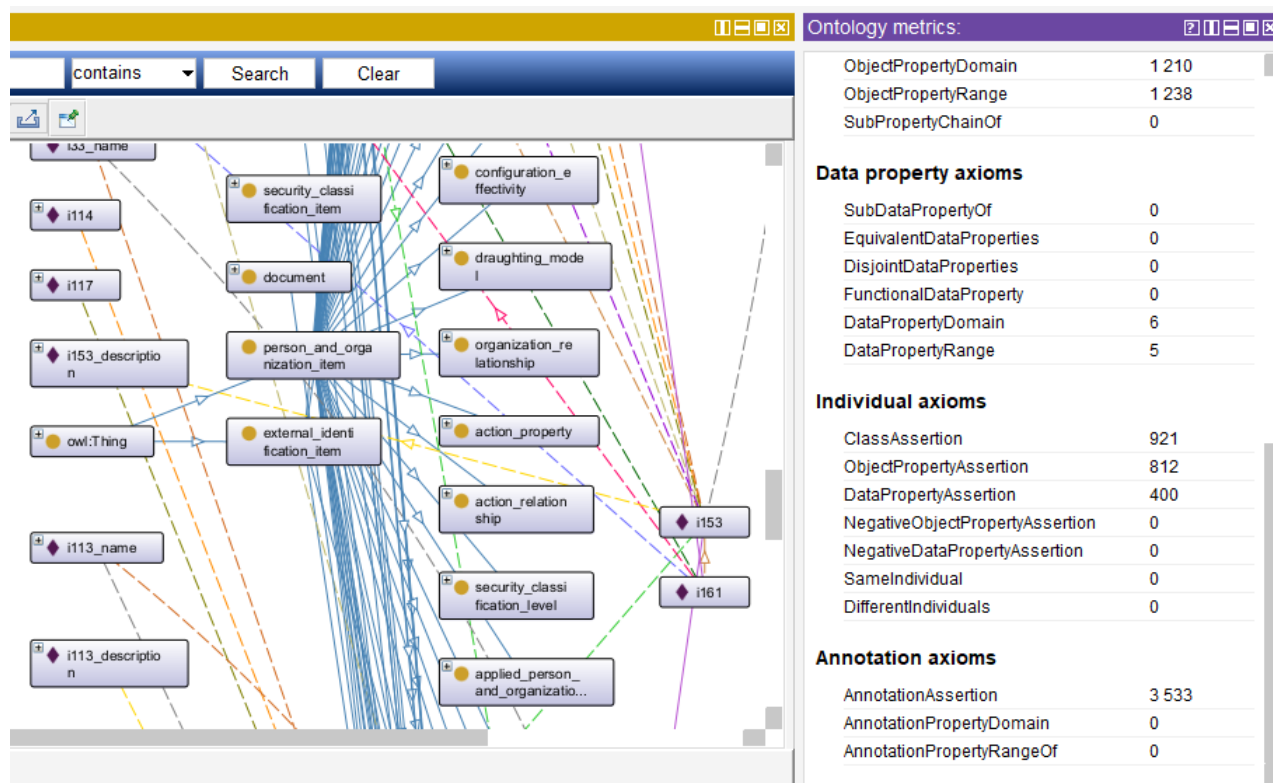 Ontology metrics:
contains
Search
Clear
i33_name
i114
i117
i153_descriptio
n
owl:Thing
i113_name
i113_descriptio
n
security_classi
fication_item
document
person_and_orga
nization_item
external_identi
fication_item
configuration_e
ffectivity
draughting_mode
l
organization_re
lationship
action_property
action_relation
ship
security_classi
fication_level
applied_person_
and_organizatio...
i153
i161
ObjectPropertyDomain 1 210
ObjectPropertyRange 1 238
SubPropertyChainOf 0
Data property axioms
SubDataPropertyOf 0
EquivalentDataProperties 0
DisjointDataProperties 0
FunctionalDataProperty 0
DataPropertyDomain 6
DataPropertyRange 5
Individual axioms
ClassAssertion 921
ObjectPropertyAssertion 812
DataPropertyAssertion 400
NegativeObjectPropertyAssertion 0
NegativeDataPropertyAssertion 0
SameIndividual 0
DifferentIndividuals 0
Annotation axioms
AnnotationAssertion 3 533
AnnotationPropertyDomain 0
AnnotationPropertyRangeOf 0